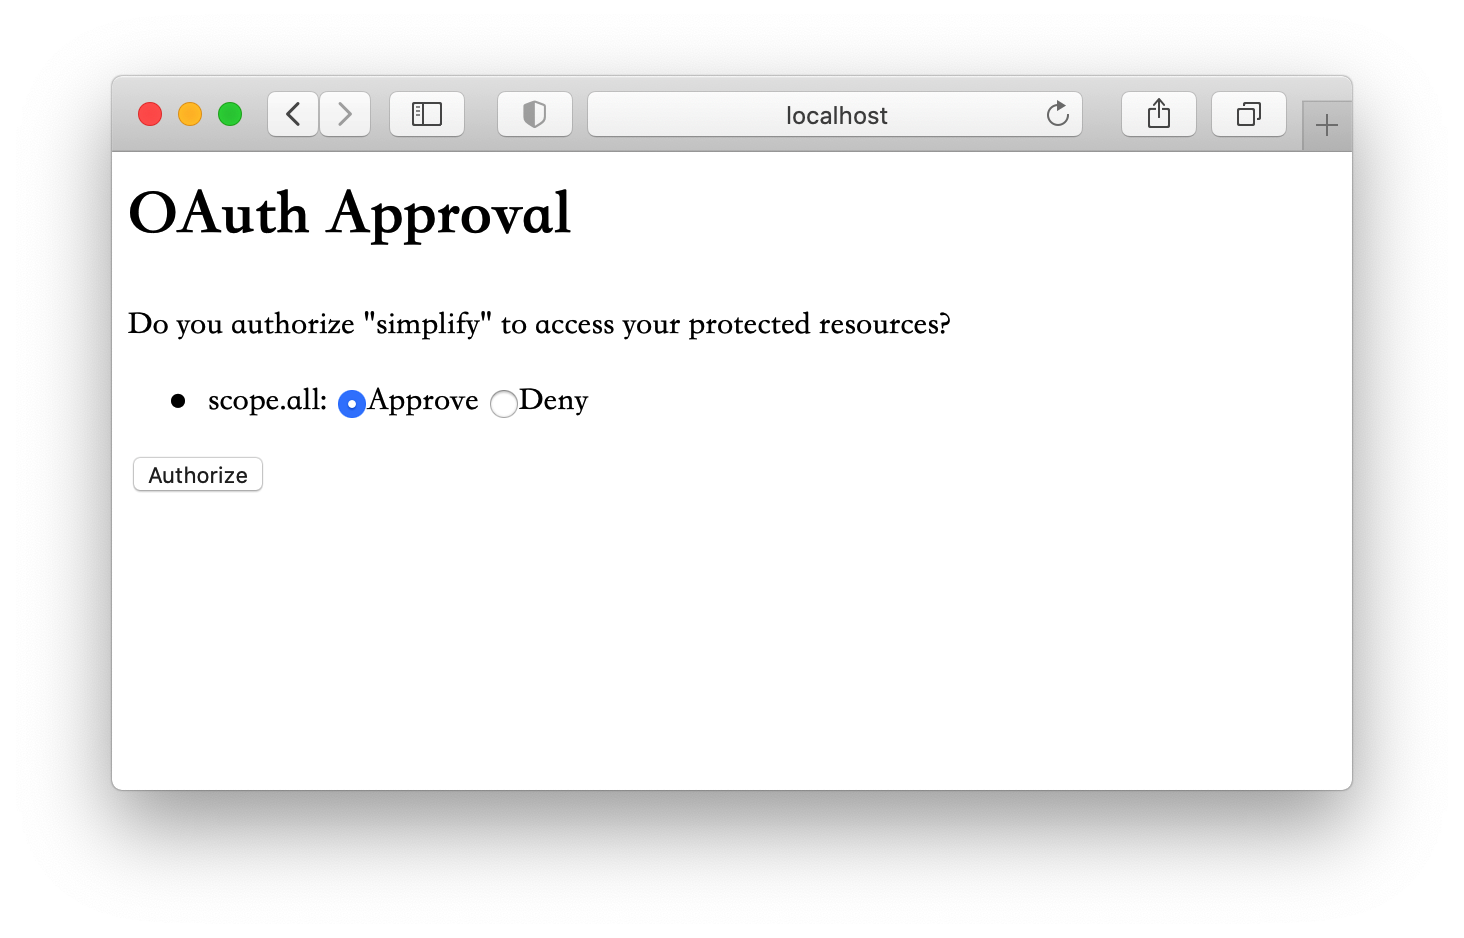 localhost
OAuth Approval
Do you authorize "simplify" to access your protected resources?
scope.all: Approve Deny
Authorize